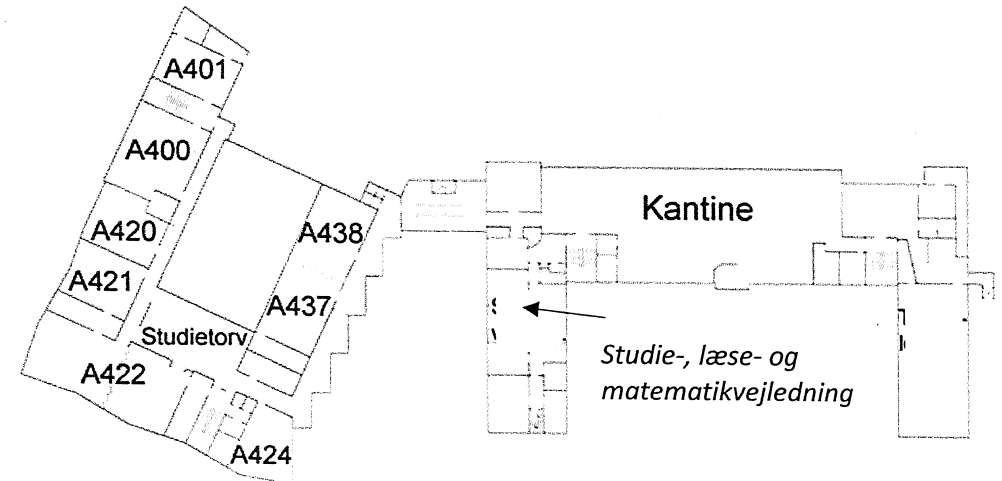 A401
A400
A420
A421
A438
A437
Studietorv
A422
A424
Kantine
Studie-, læse- og
matematikvejledning